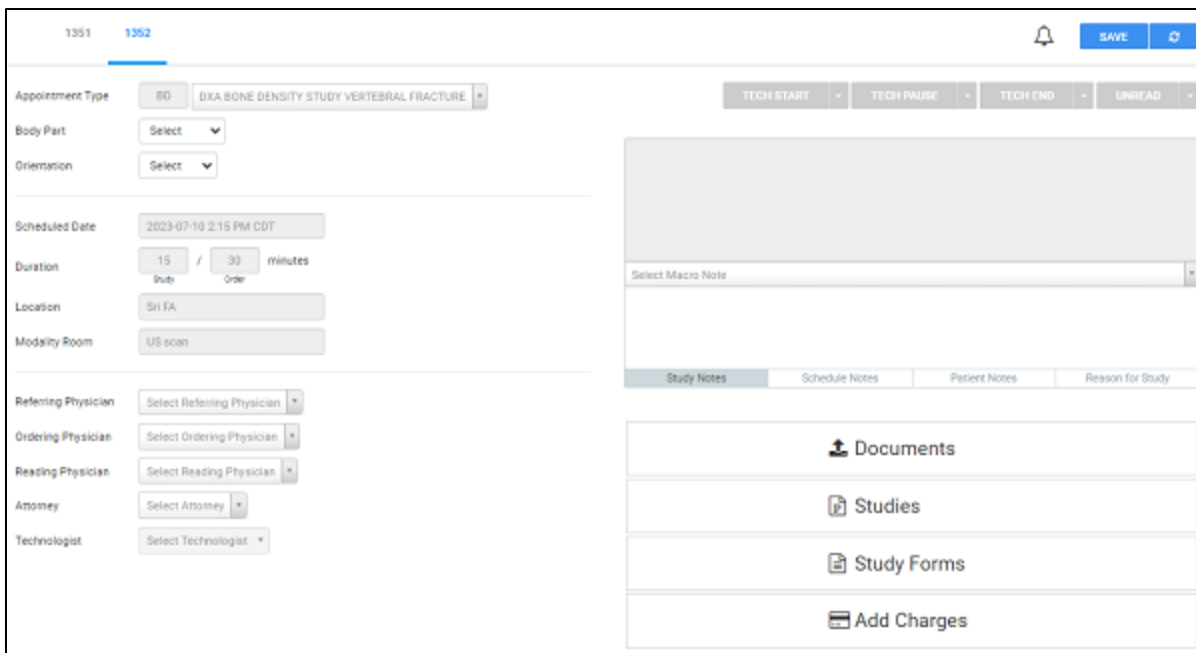 1351 1352
SAVE
Appointment Type BD DXA BONE DENSITY STUDY VERTEBRAL FRACTURE
TECH START TECH PAUSE TECH END UNREAD
Body Part Select
Orientation Select
Scheduled Date 2023-07-10 2:15 PM CDT
Duration 15 / 30 minutes
Study Order
Select Macro Note
Location Sri FA
Modality Room US scan
Study Notes Schedule Notes Patient Notes Reason for Study
Referring Physician Select Referring Physician
Ordering Physician Select Ordering Physician
Documents
Reading Physician Select Reading Physician
Attorney Select Attorney
Studies
Technologist Select Technologist
Study Forms
Add Charges